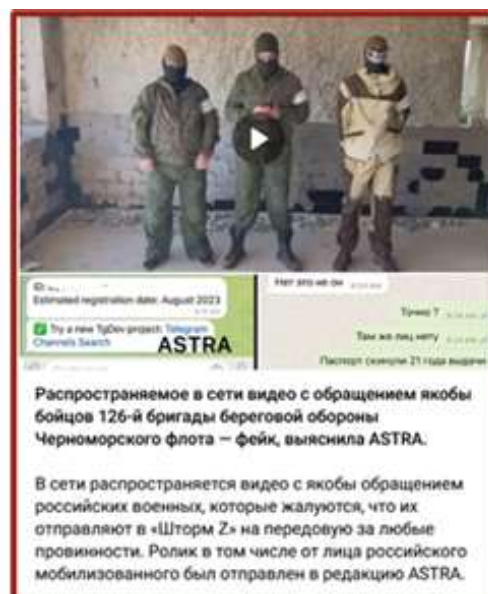 Estimated registration date: August 2023
Try a new TgDev project: Telegram
Channels Search
ASTRA
Нет это не он
Точно ?
Там же лиц нету
Паспорт скинули 21 года выдачи
Распространяемое в сети видео с обращением якобы
бойцов 126-й бригады береговой обороны
Черноморского флота — фейк, выяснила ASTRA.
В сети распространяется видео с якобы обращением
российских военных, которые жалуются, что их
отправляют в «Шторм Z» на передовую за любые
провинности. Ролик в том числе от лица российского
мобилизованного был отправлен в редакцию ASTRA.